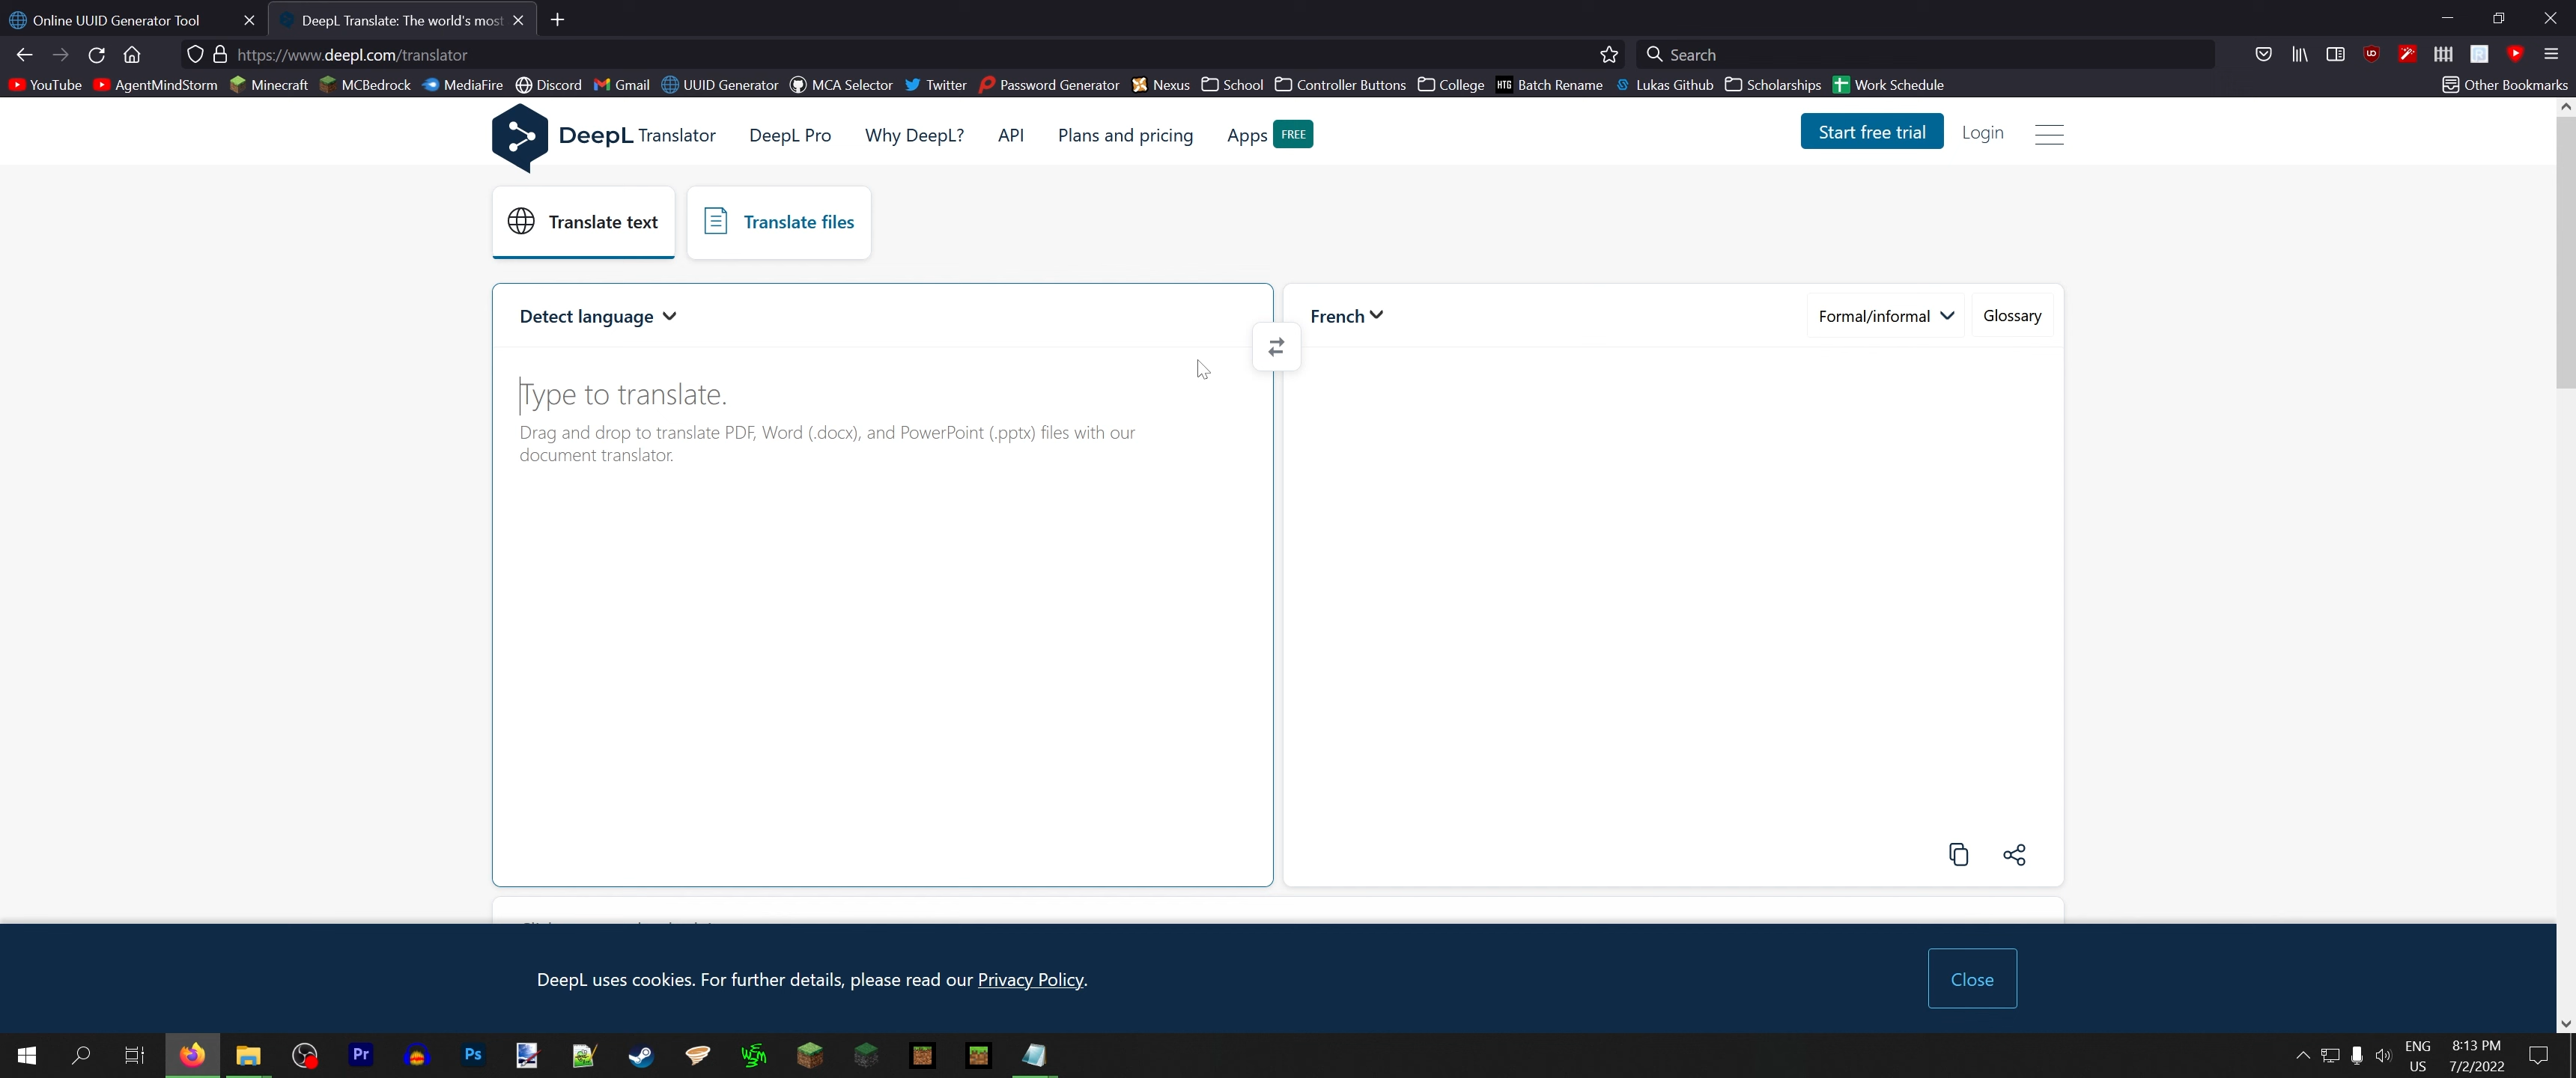 Online UUID Generator Tool
DeepL Translate: The world's most
https://www.deepl.com/translator
Search
YouTube AgentMindStorm Minecraft MCBedrock MediaFire Discord Gmail UUID Generator MCA Selector Twitter Password Generator Nexus School Controller Buttons College HTG Batch Rename Lukas Github Scholarships Work Schedule Other Bookmarks
DeepL Translator DeepL Pro Why DeepL? API Plans and pricing Apps FREE Start free trial Login
Translate text Translate files
Detect language French Formal/informal Glossary
Type to translate.
Drag and drop to translate PDF, Word (.docx), and PowerPoint (.pptx) files with our
document translator.
DeepL uses cookies. For further details, please read our Privacy Policy. Close
Pr Ps
ENG 8:13 PM
US 7/2/2022